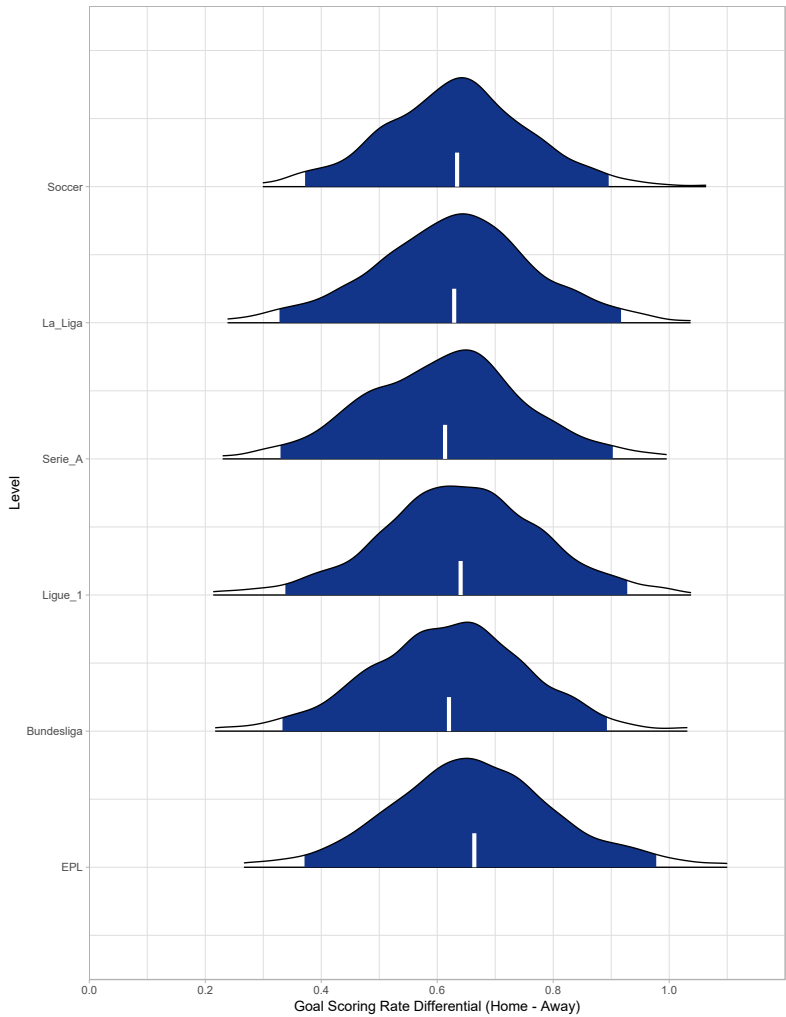 Soccer
La_Liga
Serie_A
Level
Ligue_1
Bundesliga
EPL
0.0 0.2 0.4 0.6 0.8 1.0
Goal Scoring Rate Differential (Home - Away)